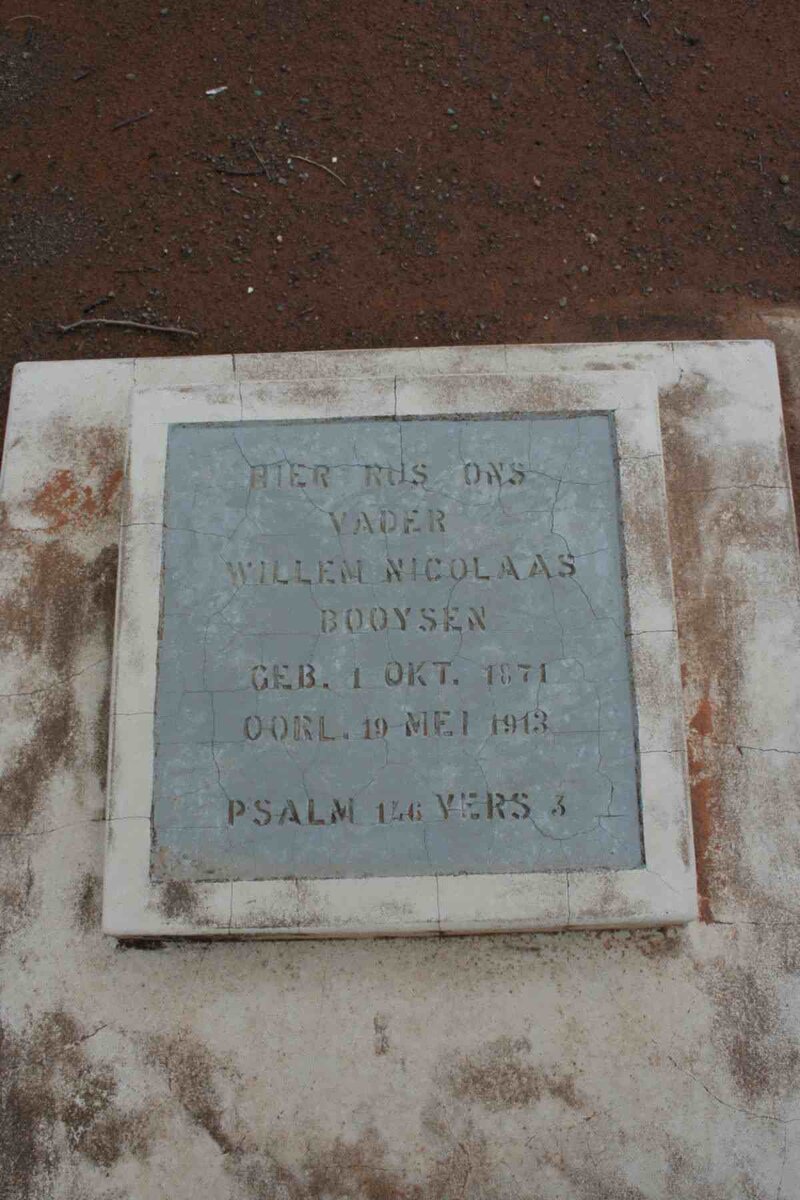 HIER RUS ONS
VADER
WILLEM NICOLAAS
BOOYSEN
GEB. 1 OKT. 1871
OORL. 19 MEI 1913
PSALM 146 VERS 3